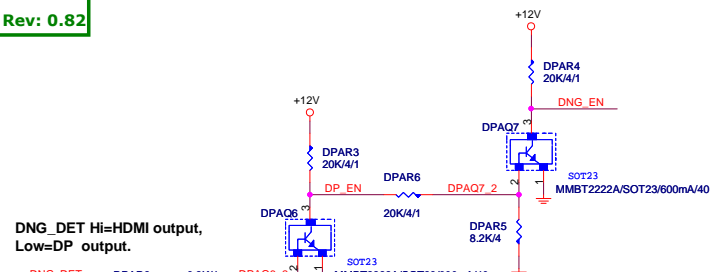 Rev: 0.82
+12V
DPAR4
20K/4/1
DNG_EN
+12V
DPAQ7
3
DPAR3
20K/4/1
SOT23
MMBT2222A/SOT23/600mA/40
2
1
DP_EN
DPAR6
20K/4/1
DPAQ7_2
DPAQ6
3
DPAR5
8.2K/4
DNG_DET Hi=HDMI output,
Low=DP output.
SOT23
2
1